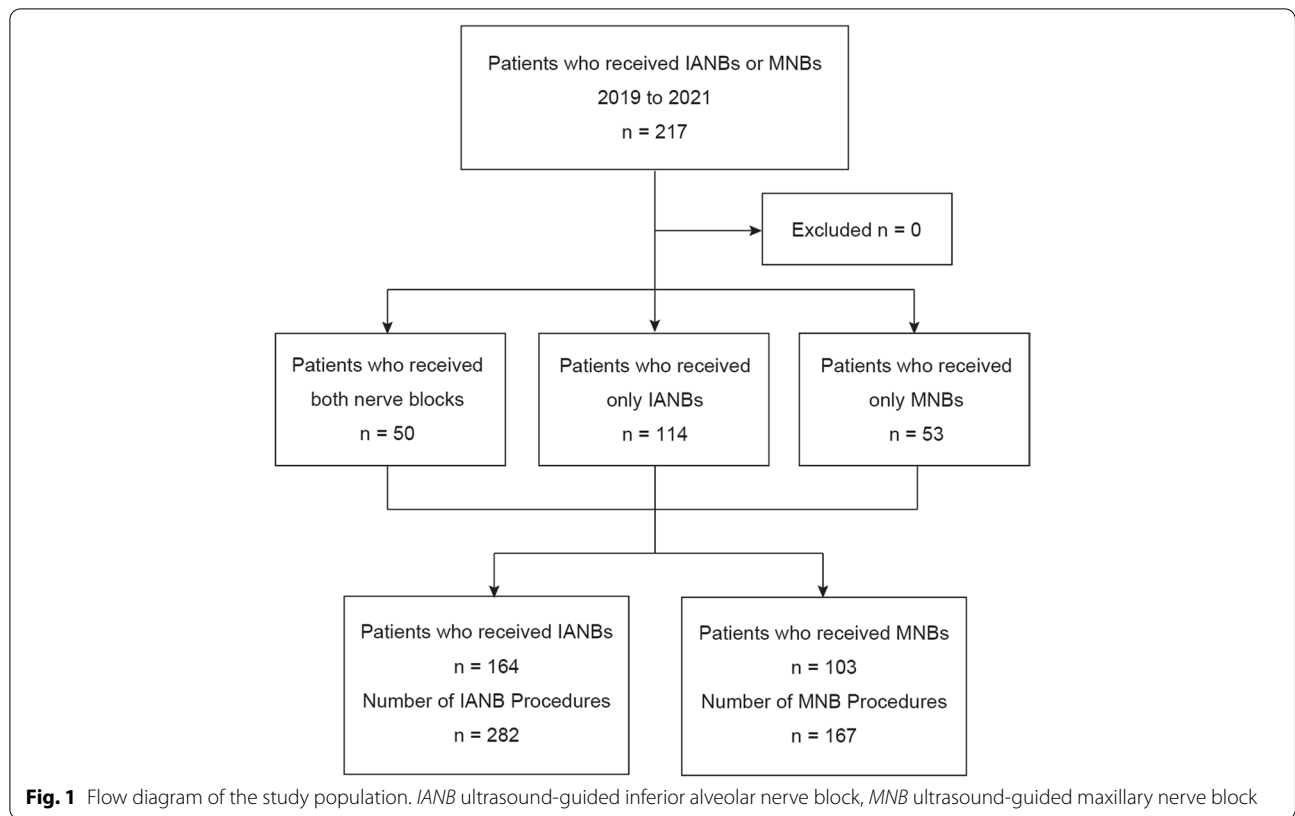 Patients who received IANBs or MNBs
2019 to 2021
n = 217
Excluded n = 0
Patients who received
both nerve blocks
n = 50
Patients who received
only IANBs
n = 114
Patients who received
only MNBs
n = 53
Patients who received IANBs
n = 164
Number of IANB Procedures
n = 282
Patients who received MNBs
n = 103
Number of MNB Procedures
n = 167
Fig. 1 Flow diagram of the study population. IANB ultrasound-guided inferior alveolar nerve block, MNB ultrasound-guided maxillary nerve block